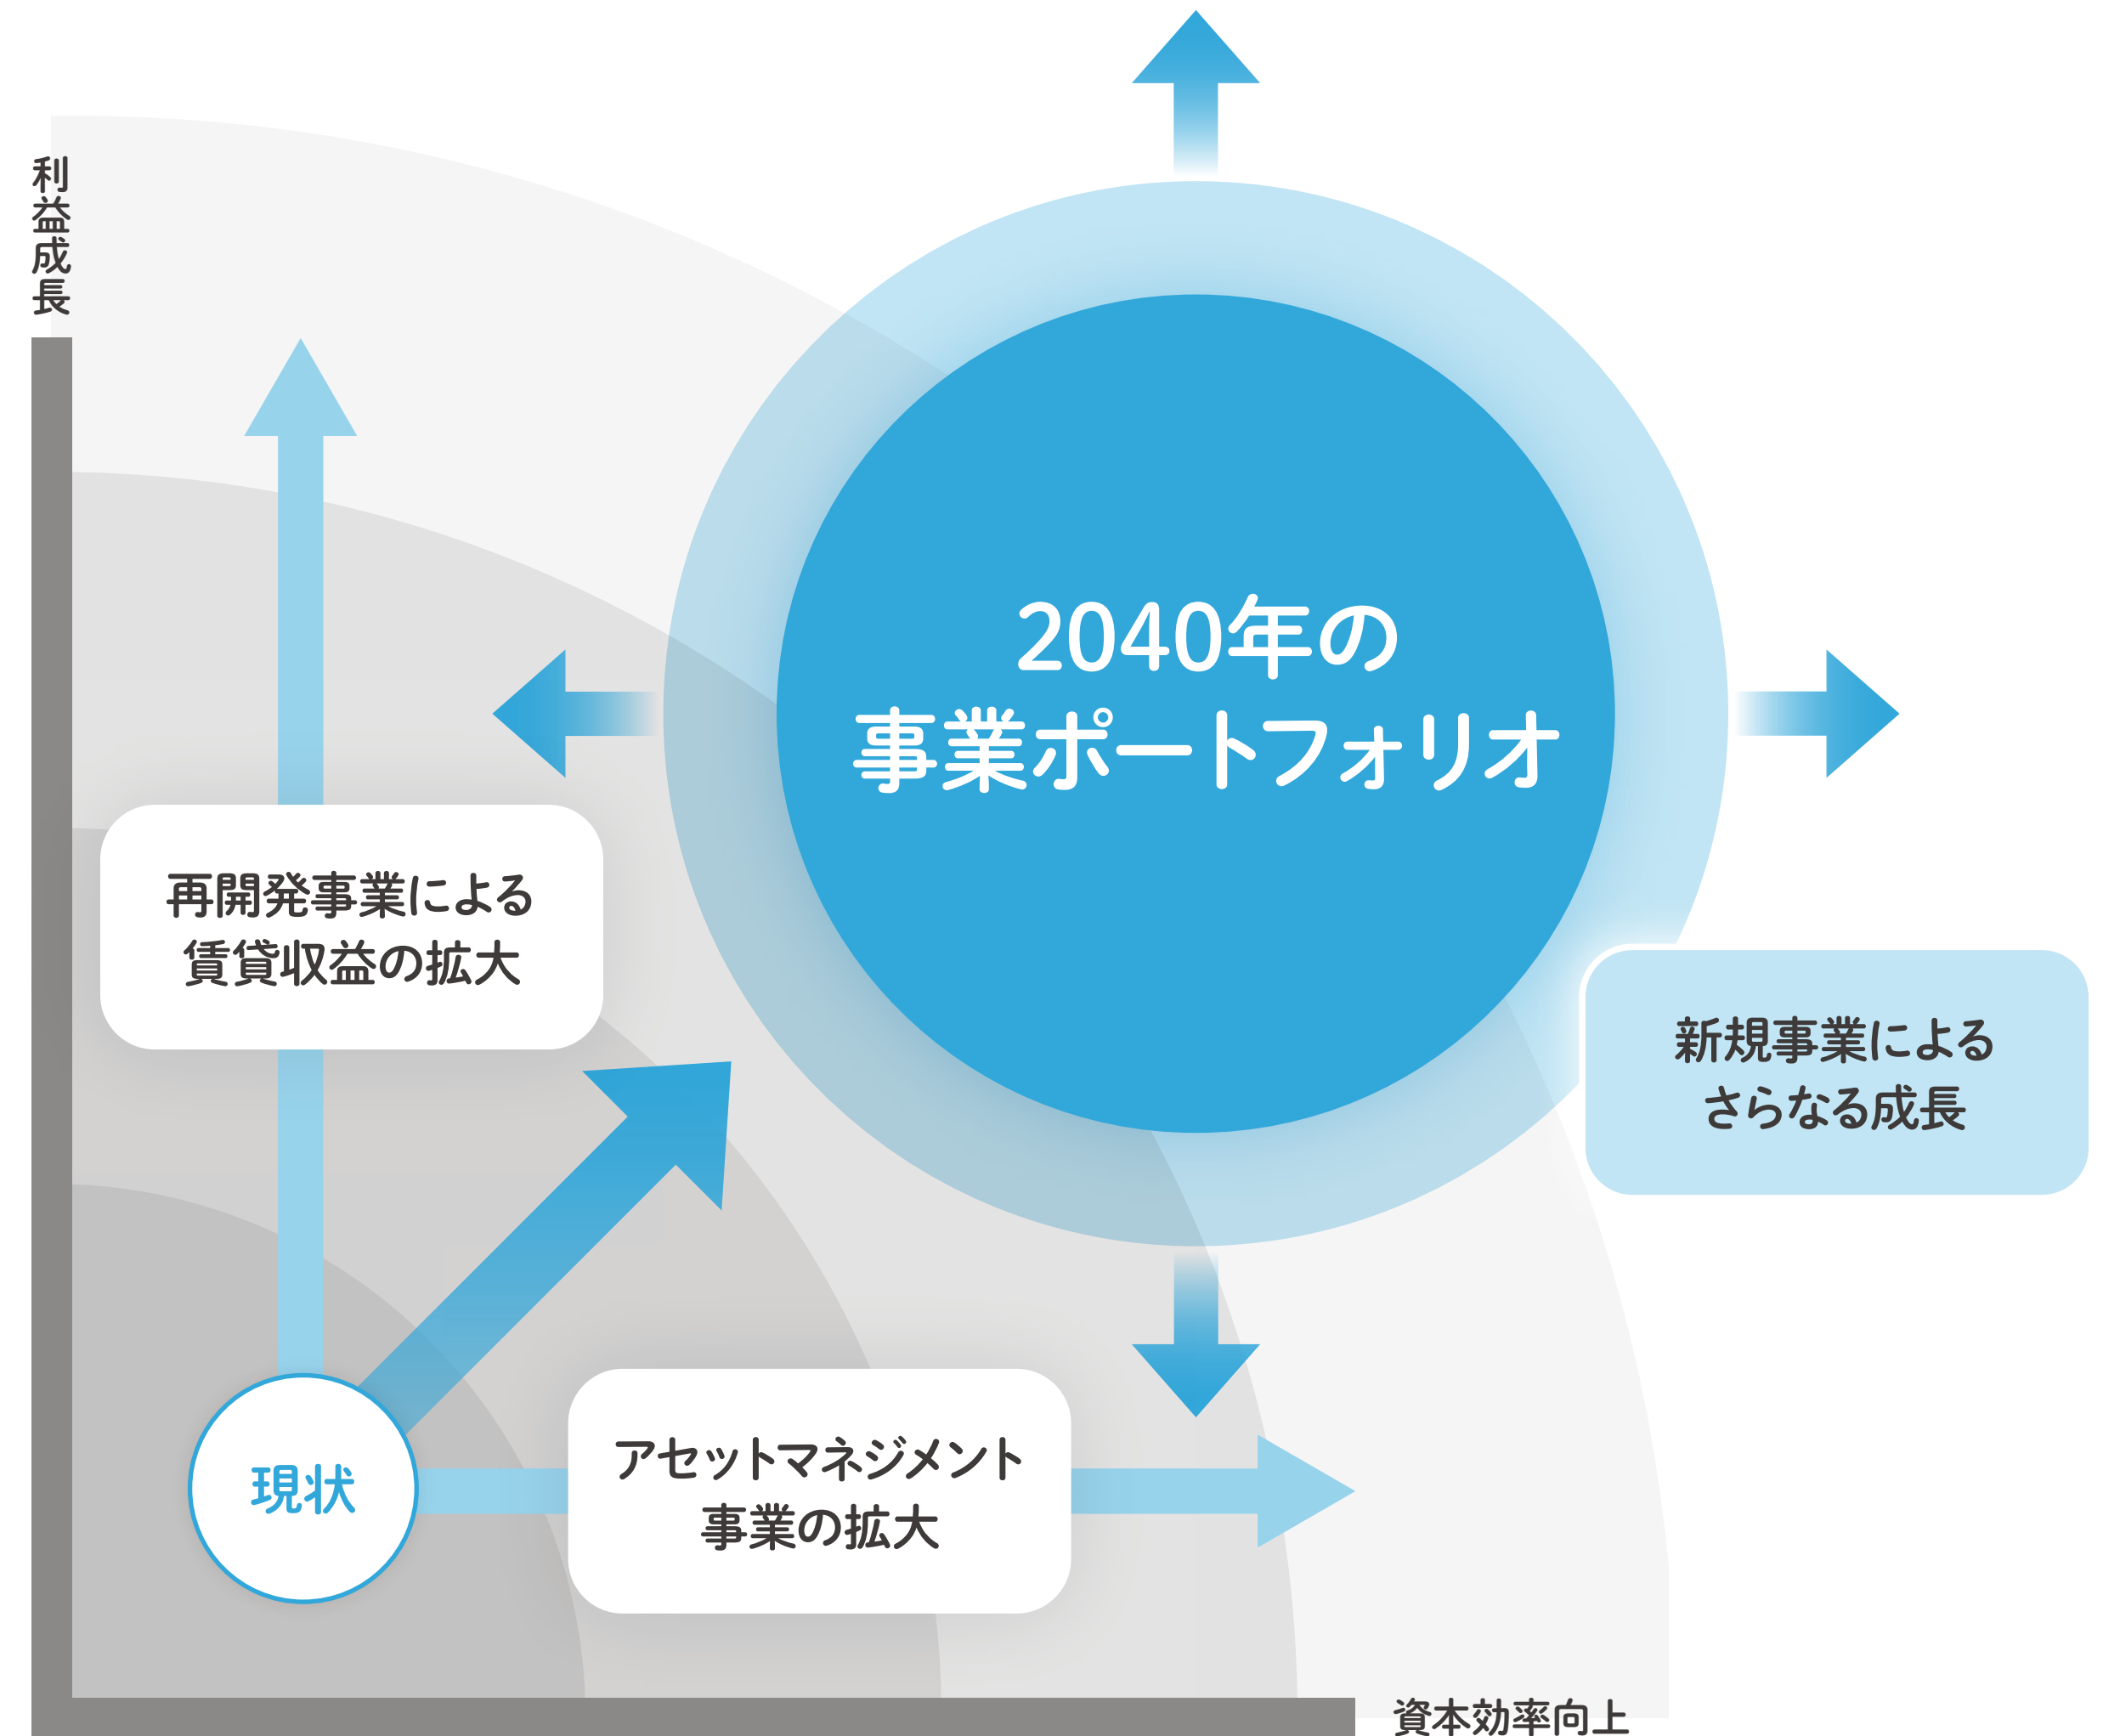 利益成長
2040年の
事業ポートフォリオ
再開発事業による
賃貸収益の拡大
新規事業による
さらなる成長
現状
アセットマネジメント
事業の拡大
資本効率向上